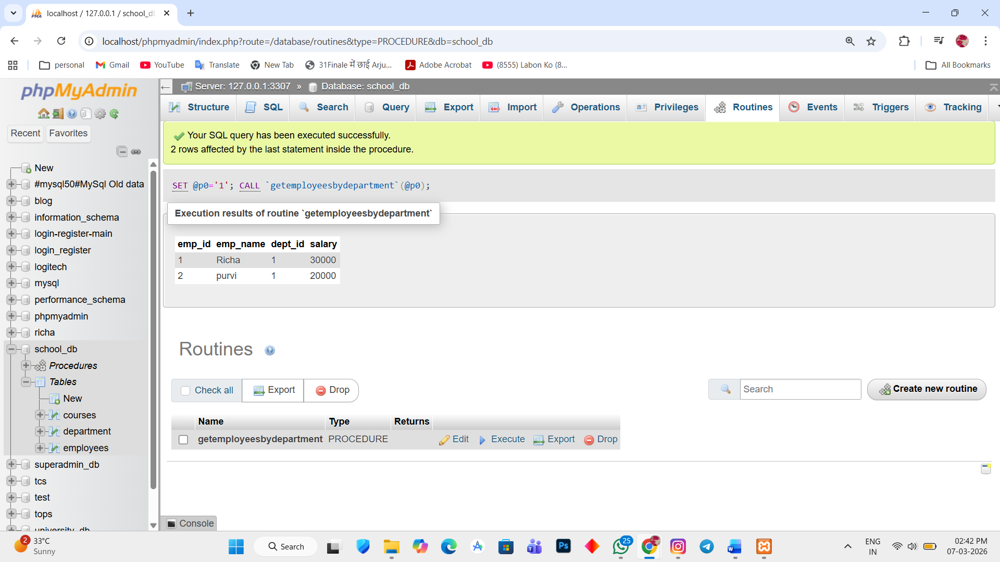 localhost / 127.0.0.1 / school_db
localhost/phpmyadmin/index.php?route=/database/routines&type=PROCEDURE&db=school_db
personal
Gmail
YouTube
Translate
New Tab
31Finale में छाई Arju...
Adobe Acrobat
(8555) Labon Ko (8...
All Bookmarks
phpMyAdmin
Recent
Favorites
New
#mysql50#MySql Old data
blog
information_schema
login-register-main
login_register
logitech
mysql
performance_schema
phpmyadmin
richa
school_db
Procedures
Tables
New
courses
department
employees
superadmin_db
tcs
test
tops
university_db
Server: 127.0.0.1:3307 » Database: school_db
Structure SQL Search Query Export Import Operations Privileges Routines Events Triggers Tracking
Your SQL query has been executed successfully.
2 rows affected by the last statement inside the procedure.
SET @p0='1'; CALL `getemployeesbydepartment`(@p0);
Execution results of routine `getemployeesbydepartment`
emp_id emp_name dept_id salary
1 Richa 1 30000
2 purvi 1 20000
Routines
Check all Export Drop Search Create new routine
Name Type Returns
getemployeesbydepartment PROCEDURE Edit Execute Export Drop
Console
2 33°C
Sunny
Search
Ps
25
ENG
IN
02:42 PM
07-03-2026